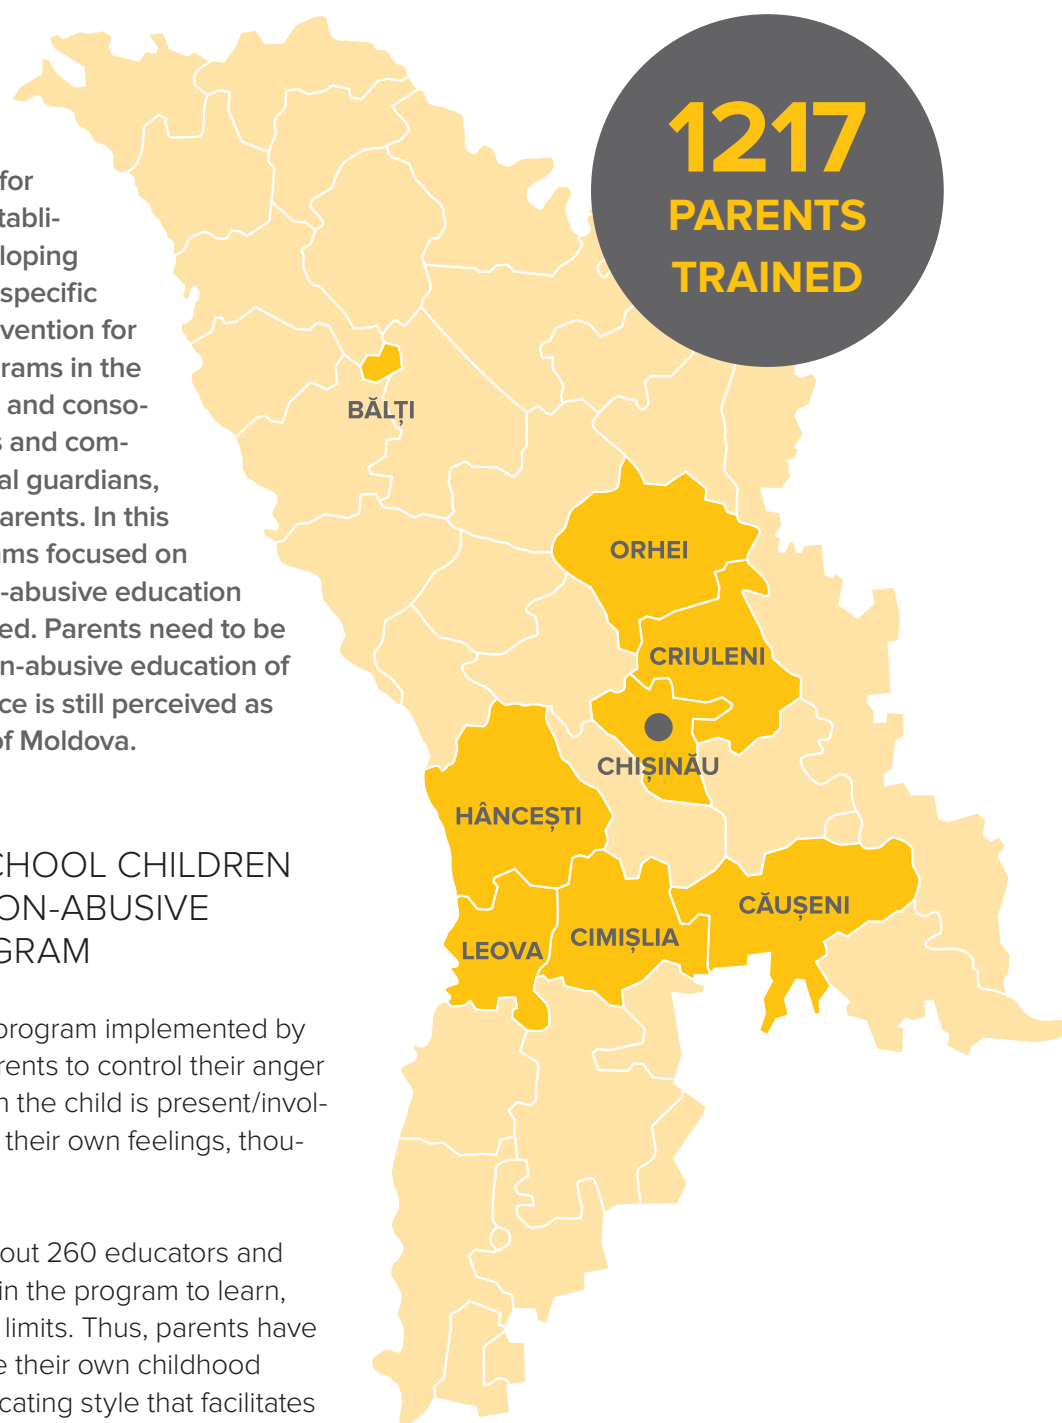 1217
PARENTS
TRAINED
for
tabli-
loping
specific
vention for
rams in the
and conso-
s and com-
al guardians,
arents. In this
ams focused on
-abusive education
ed. Parents need to be
n-abusive education of
ce is still perceived as
of Moldova.
BĂLȚI
ORHEI
CRIULENI
CHIȘINĂU
HÂNCEȘTI
CĂUȘENI
CIMIȘLIA
LEOVA
CHOOL CHILDREN
ON-ABUSIVE
GRAM
program implemented by
rents to control their anger
n the child is present/invol-
their own feelings, thou-
out 260 educators and
in the program to learn,
limits. Thus, parents have
e their own childhood
cating style that facilitates